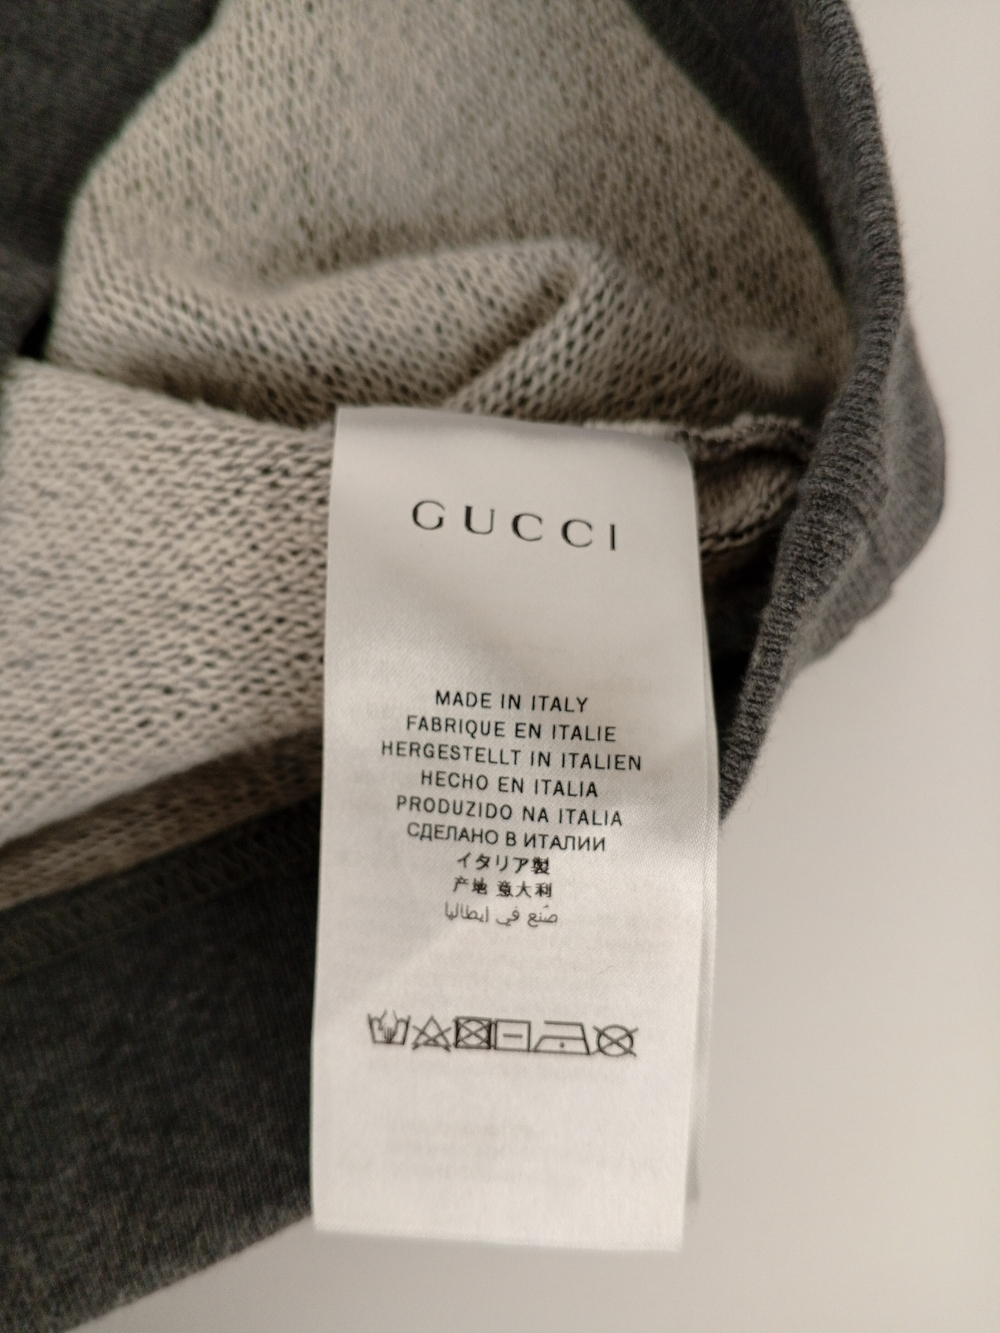 GUCCI
MADE IN ITALY
FABRIQUE EN ITALIE
HERGESTELLT IN ITALIEN
HECHO EN ITALIA
PRODUZIDO NA ITALIA
СДЕЛАНО В ИТАЛИИ
イタリア製
产地 意大利
صُنع في ايطاليا